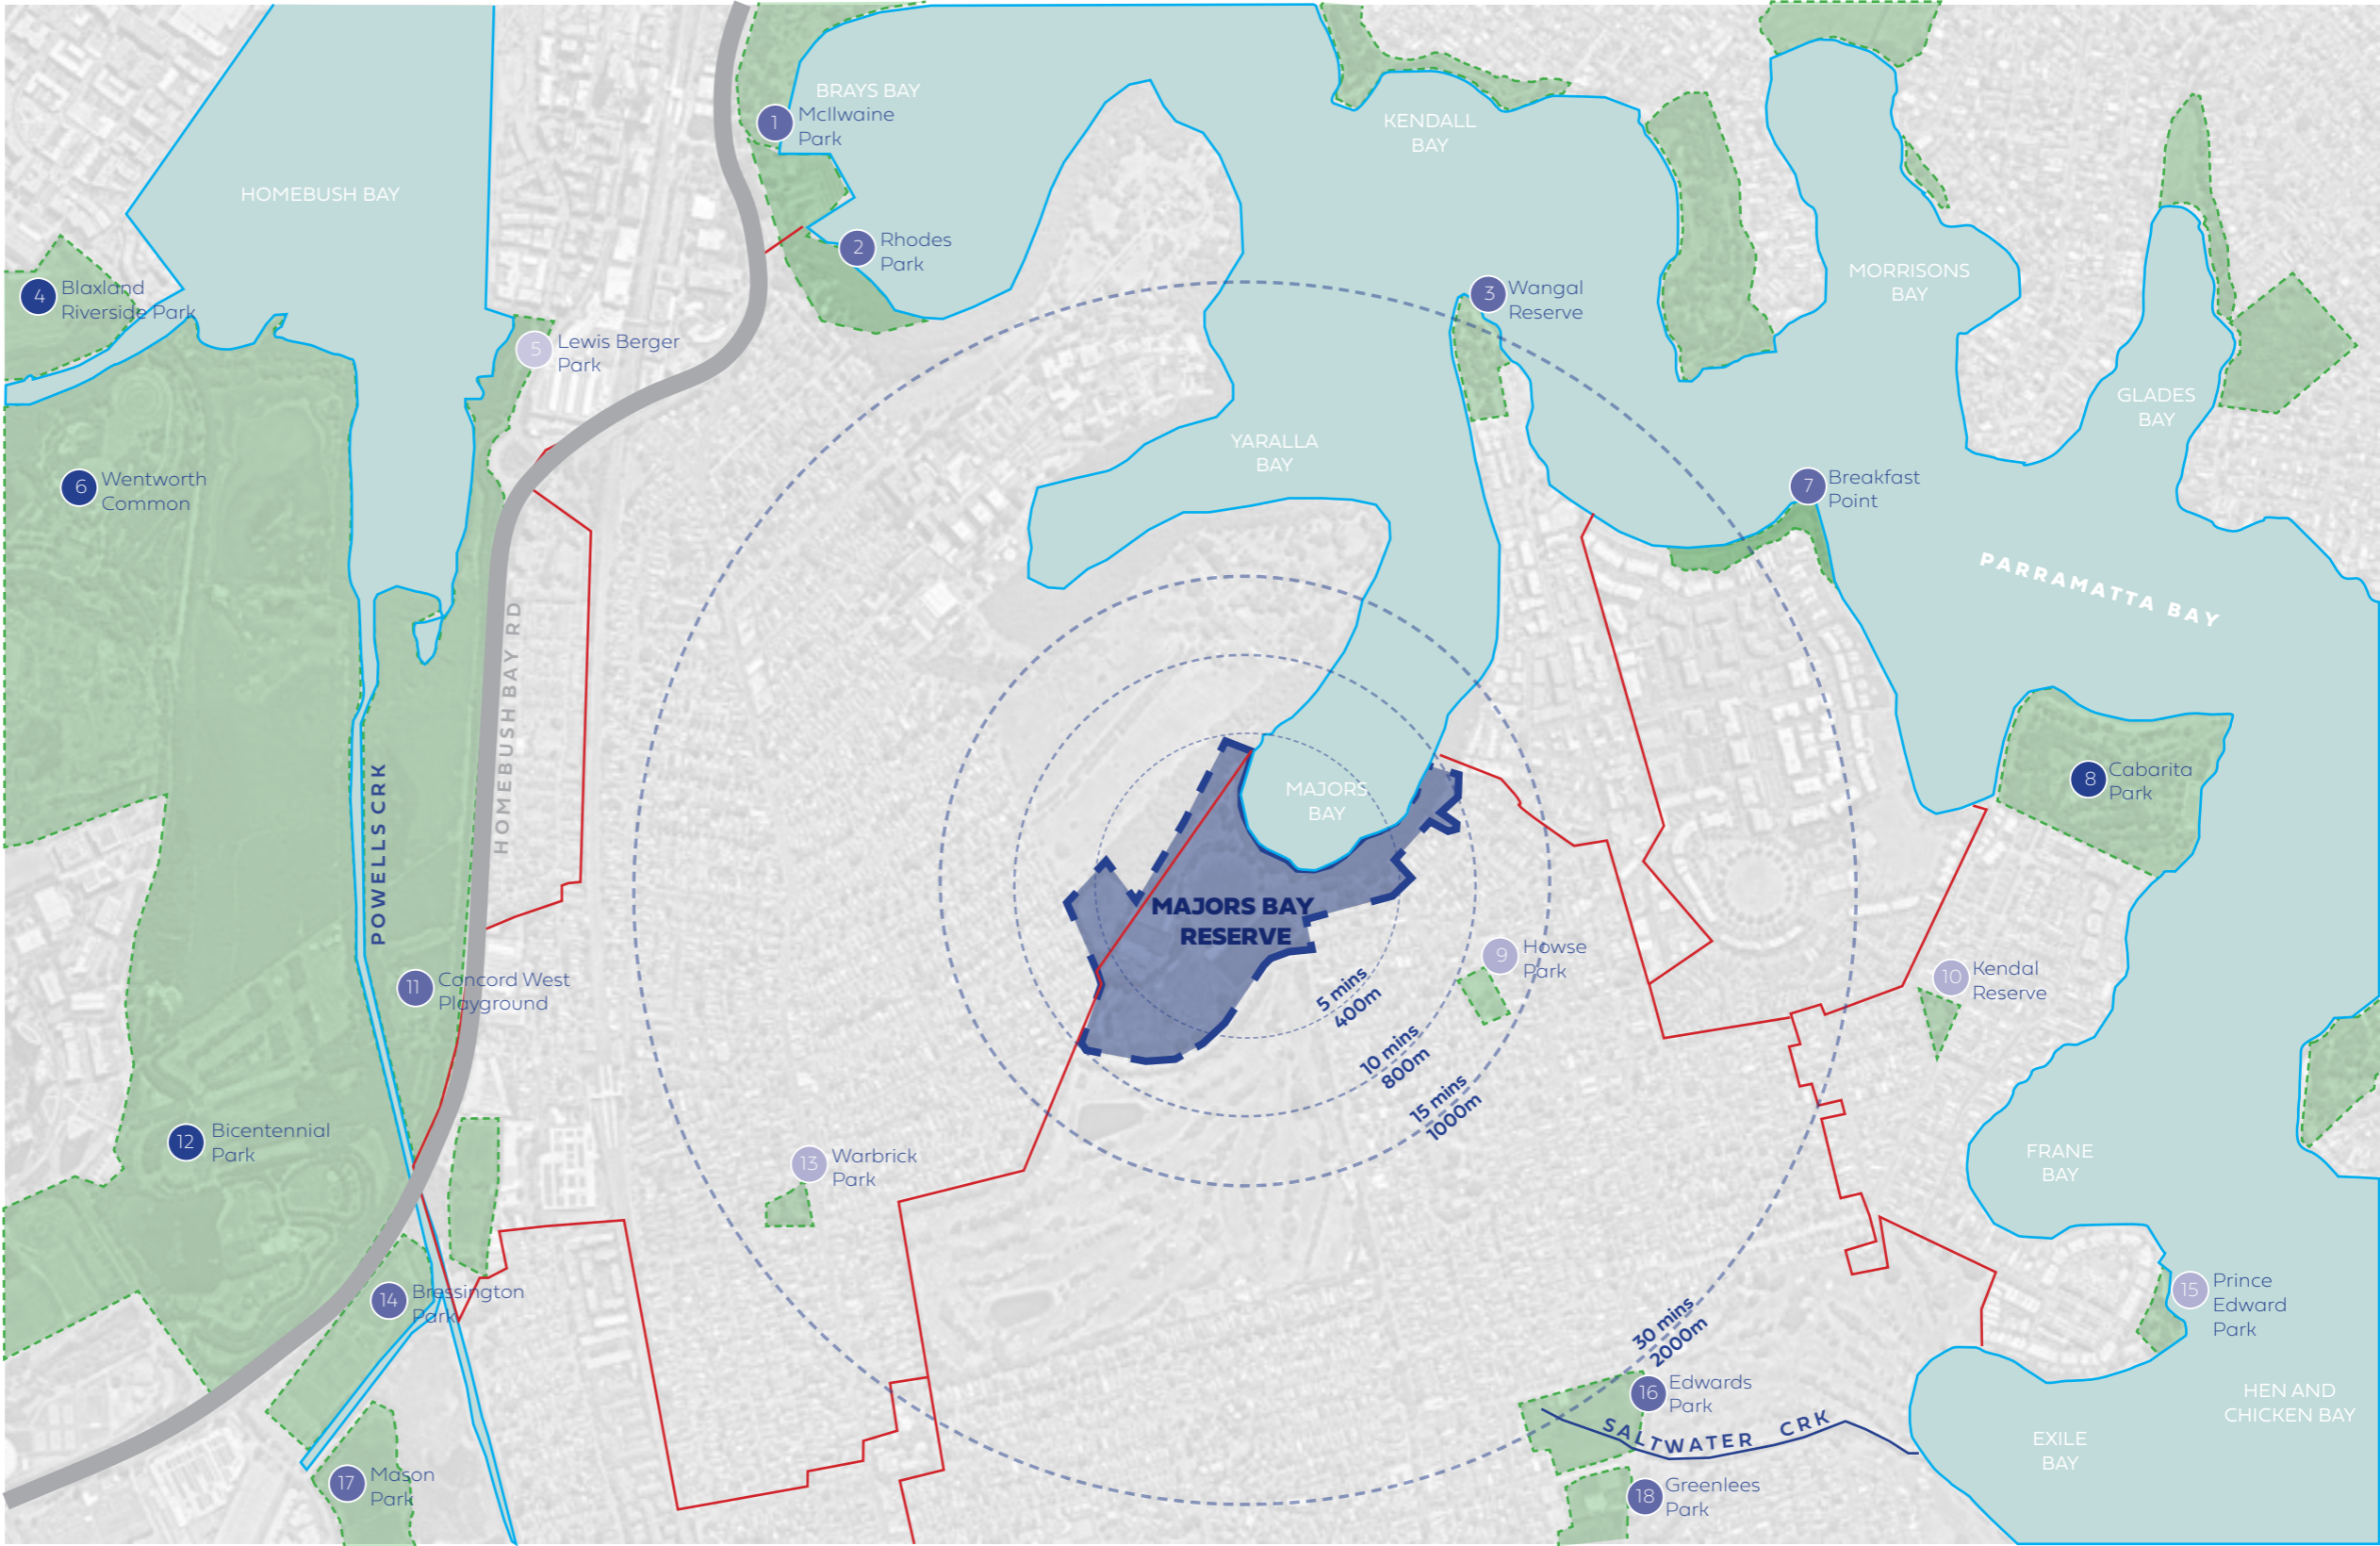 BRAYS BAY
1
McIlwaine
Park
KENDALL
BAY
HOMEBUSH BAY
2
Rhodes
Park
4
Blaxland
Riverside Park
3
Wangal
Reserve
MORRISONS
BAY
5
Lewis Berger
Park
GLADES
BAY
YARALLA
BAY
6
Wentworth
Common
7
Breakfast
Point
PARRAMATTA BAY
HOMEBUSH BAY RD
POWELLS CRK
MAJORS
BAY
8
Cabarita
Park
MAJORS BAY
RESERVE
9
Howse
Park
10
Kendal
Reserve
11
Concord West
Playground
5 mins
400m
10 mins
800m
15 mins
1000m
12
Bicentennial
Park
13
Warbrick
Park
FRANE
BAY
14
Bressington
Park
15
Prince
Edward
Park
30 mins
2000m
16
Edwards
Park
SALTWATER CRK
HEN AND
CHICKEN BAY
EXILE
BAY
17
Mason
Park
18
Greenlees
Park